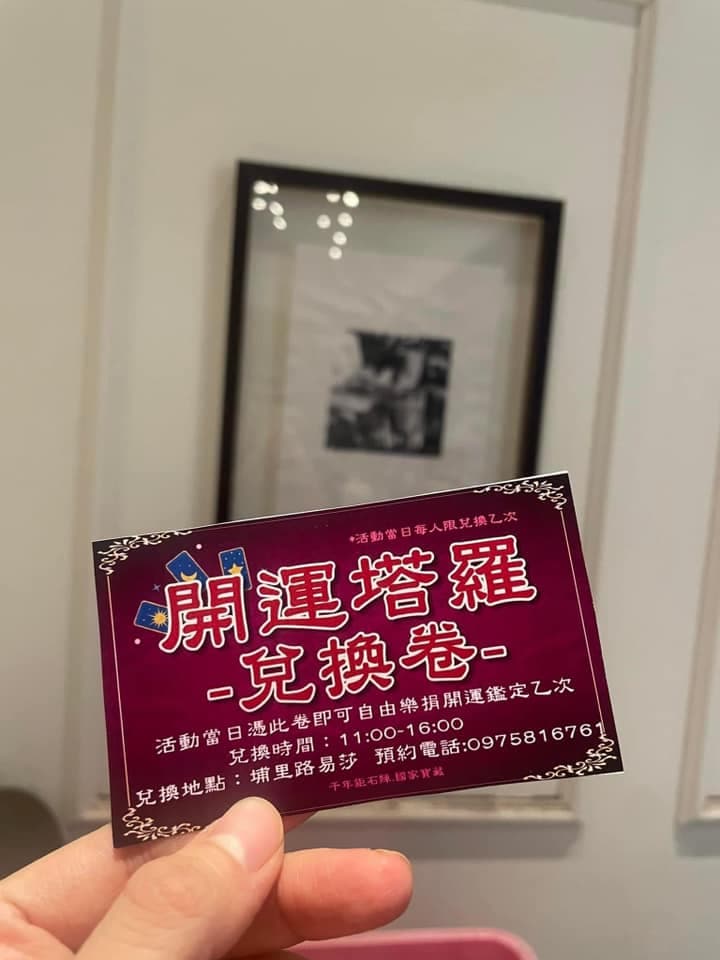 *活動當日每人限兌換乙次
開運塔羅
-兌換卷-
活動當日憑此卷即可自由樂捐開運鑑定乙次
兌換時間：11:00~16:00
兌換地點：埔里路易莎 預約電話:0975816761
千年鉅石陣.國家寶藏